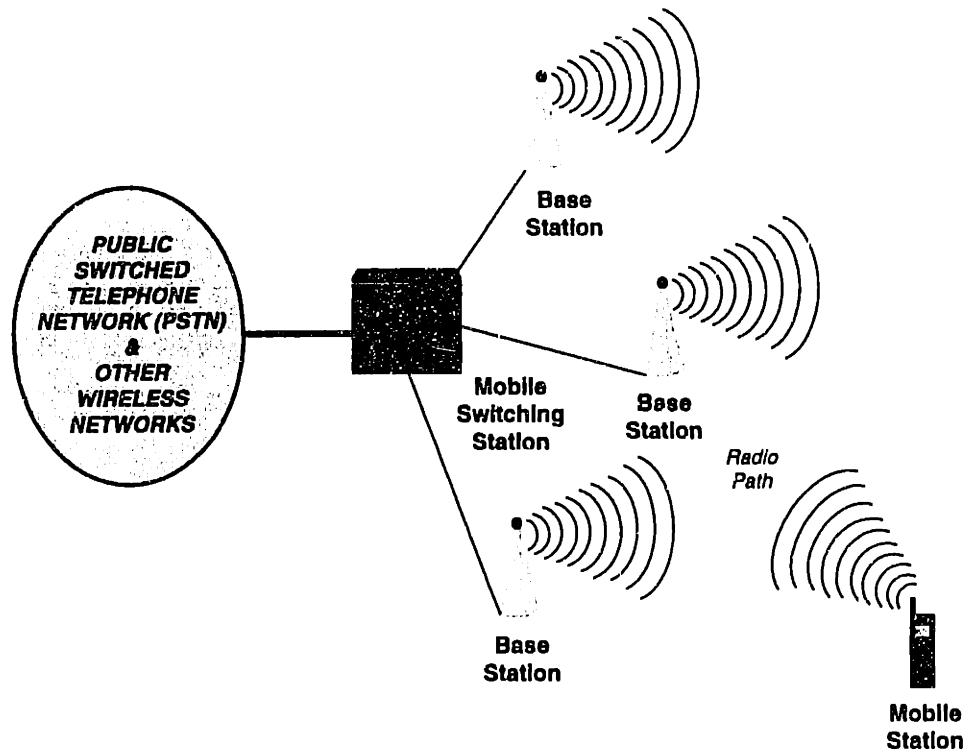 Base
Station
PUBLIC
SWITCHED
TELEPHONE
NETWORK (PSTN)
&
OTHER
WIRELESS
NETWORKS
Mobile
Switching
Station
Base
Station
Radio
Path
Base
Station
Mobile
Station